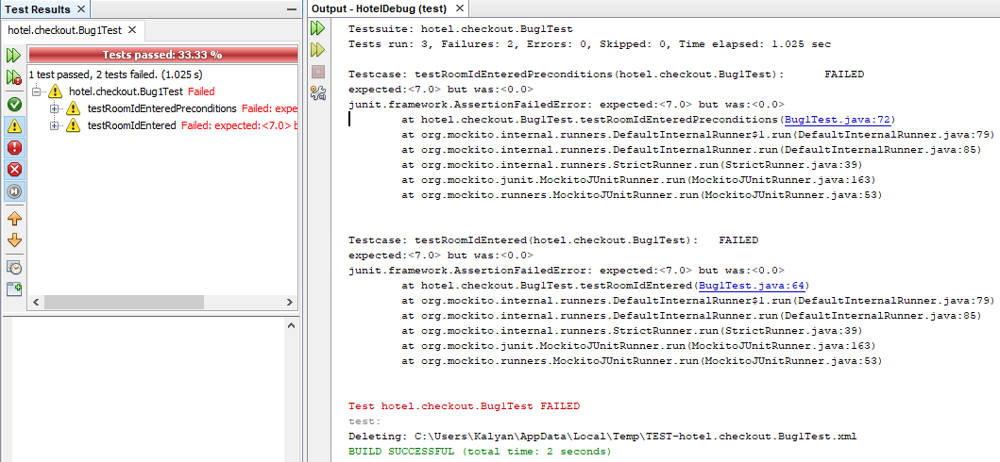 Test Results
hotel.checkout.Bug1Test
Tests passed: 33.33 %
1 test passed, 2 tests failed. (1.025 s)
hotel.checkout.Bug1Test Failed
testRoomIdEnteredPreconditions Failed: expe
testRoomIdEntered Failed: expected:<7.0> b
Output - HotelDebug (test)
Testsuite: hotel.checkout.Bug1Test
Tests run: 3, Failures: 2, Errors: 0, Skipped: 0, Time elapsed: 1.025 sec
Testcase: testRoomIdEnteredPreconditions(hotel.checkout.Bug1Test): FAILED
expected:<7.0> but was:<0.0>
junit.framework.AssertionFailedError: expected:<7.0> but was:<0.0>
at hotel.checkout.Bug1Test.testRoomIdEnteredPreconditions(Bug1Test.java:72)
at org.mockito.internal.runners.DefaultInternalRunner$1.run(DefaultInternalRunner.java:79)
at org.mockito.internal.runners.DefaultInternalRunner.run(DefaultInternalRunner.java:85)
at org.mockito.internal.runners.StrictRunner.run(StrictRunner.java:39)
at org.mockito.junit.MockitoJUnitRunner.run(MockitoJUnitRunner.java:163)
at org.mockito.runners.MockitoJUnitRunner.run(MockitoJUnitRunner.java:53)
Testcase: testRoomIdEntered(hotel.checkout.Bug1Test): FAILED
expected:<7.0> but was:<0.0>
junit.framework.AssertionFailedError: expected:<7.0> but was:<0.0>
at hotel.checkout.Bug1Test.testRoomIdEntered(Bug1Test.java:64)
at org.mockito.internal.runners.DefaultInternalRunner$1.run(DefaultInternalRunner.java:79)
at org.mockito.internal.runners.DefaultInternalRunner.run(DefaultInternalRunner.java:85)
at org.mockito.internal.runners.StrictRunner.run(StrictRunner.java:39)
at org.mockito.junit.MockitoJUnitRunner.run(MockitoJUnitRunner.java:163)
at org.mockito.runners.MockitoJUnitRunner.run(MockitoJUnitRunner.java:53)
Test hotel.checkout.Bug1Test FAILED
test:
Deleting: C:\Users\Kalyan\AppData\Local\Temp\TEST-hotel.checkout.Bug1Test.xml
BUILD SUCCESSFUL (total time: 2 seconds)